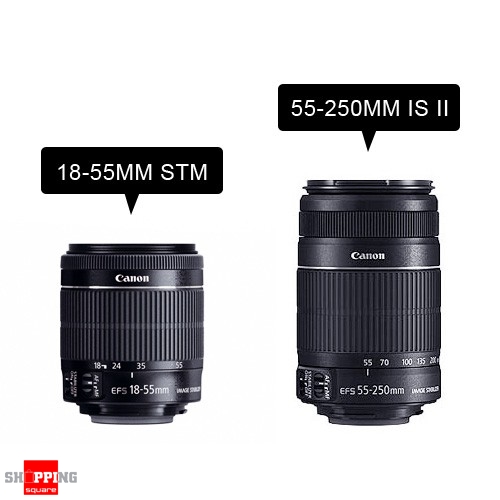 55-250MM IS II
18-55MM STM
Canon
Canon
18 24 35 55
55 70 100 135 200
EFS 18-55mm IMAGE STABILIZER
EFS 55-250mm IMAGE STABILIZER
SHOPPING
square